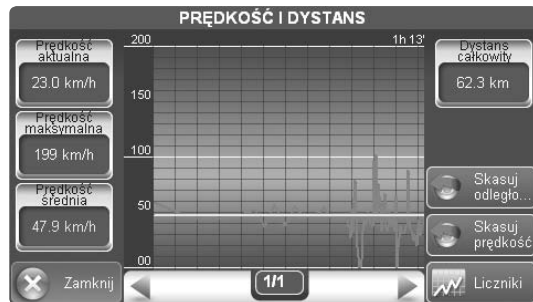 PRĘDKOŚĆ I DYSTANS
Prędkość
aktualna
23.0 km/h
Prędkość
maksymalna
199 km/h
Prędkość
średnia
47.9 km/h
Zamknij
200
150
100
50
00
1h 13'
1/1
Dystans
całkowity
62.3 km
Skasuj
odległo...
Skasuj
prędkość
Liczniki